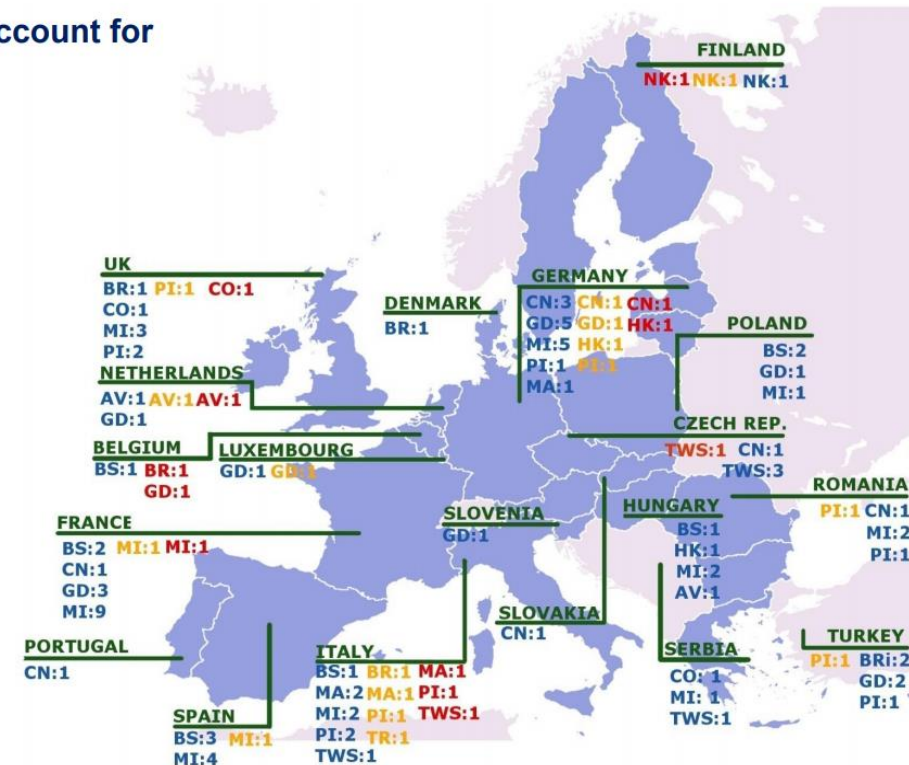 ccount for
FINLAND
NK:1 NK:1 NK:1
UK
BR:1 PI:1 CO:1
CO:1
MI:3
PI:2
DENMARK
BR:1
GERMANY
CN:3 CN:1 CN:1
GD:5 GD:1 HK:1
MI:5 HK:1
PI:1 PI:1
MA:1
POLAND
BS:2
GD:1
MI:1
NETHERLANDS
AV:1 AV:1 AV:1
GD:1
CZECH REP.
TWS:1 CN:1
TWS:3
BELGIUM
BS:1 BR:1
GD:1
LUXEMBOURG
GD:1 GD:1
ROMANIA
PI:1 CN:1
MI:2
PI:1
HUNGARY
BS:1
HK:1
MI:2
AV:1
SLOVENIA
GD:1
FRANCE
BS:2 MI:1 MI:1
CN:1
GD:3
MI:9
SLOVAKIA
CN:1
PORTUGAL
CN:1
ITALY
BS:1 BR:1 MA:1
MA:2 MA:1 PI:1
MI:2 PI:1 TWS:1
PI:2 TR:1
TWS:1
SERBIA
CO: 1
MI: 1
TWS:1
TURKEY
PI:1 BRi:2
GD:2
PI:1
SPAIN
BS:3 MI:1
MI:4